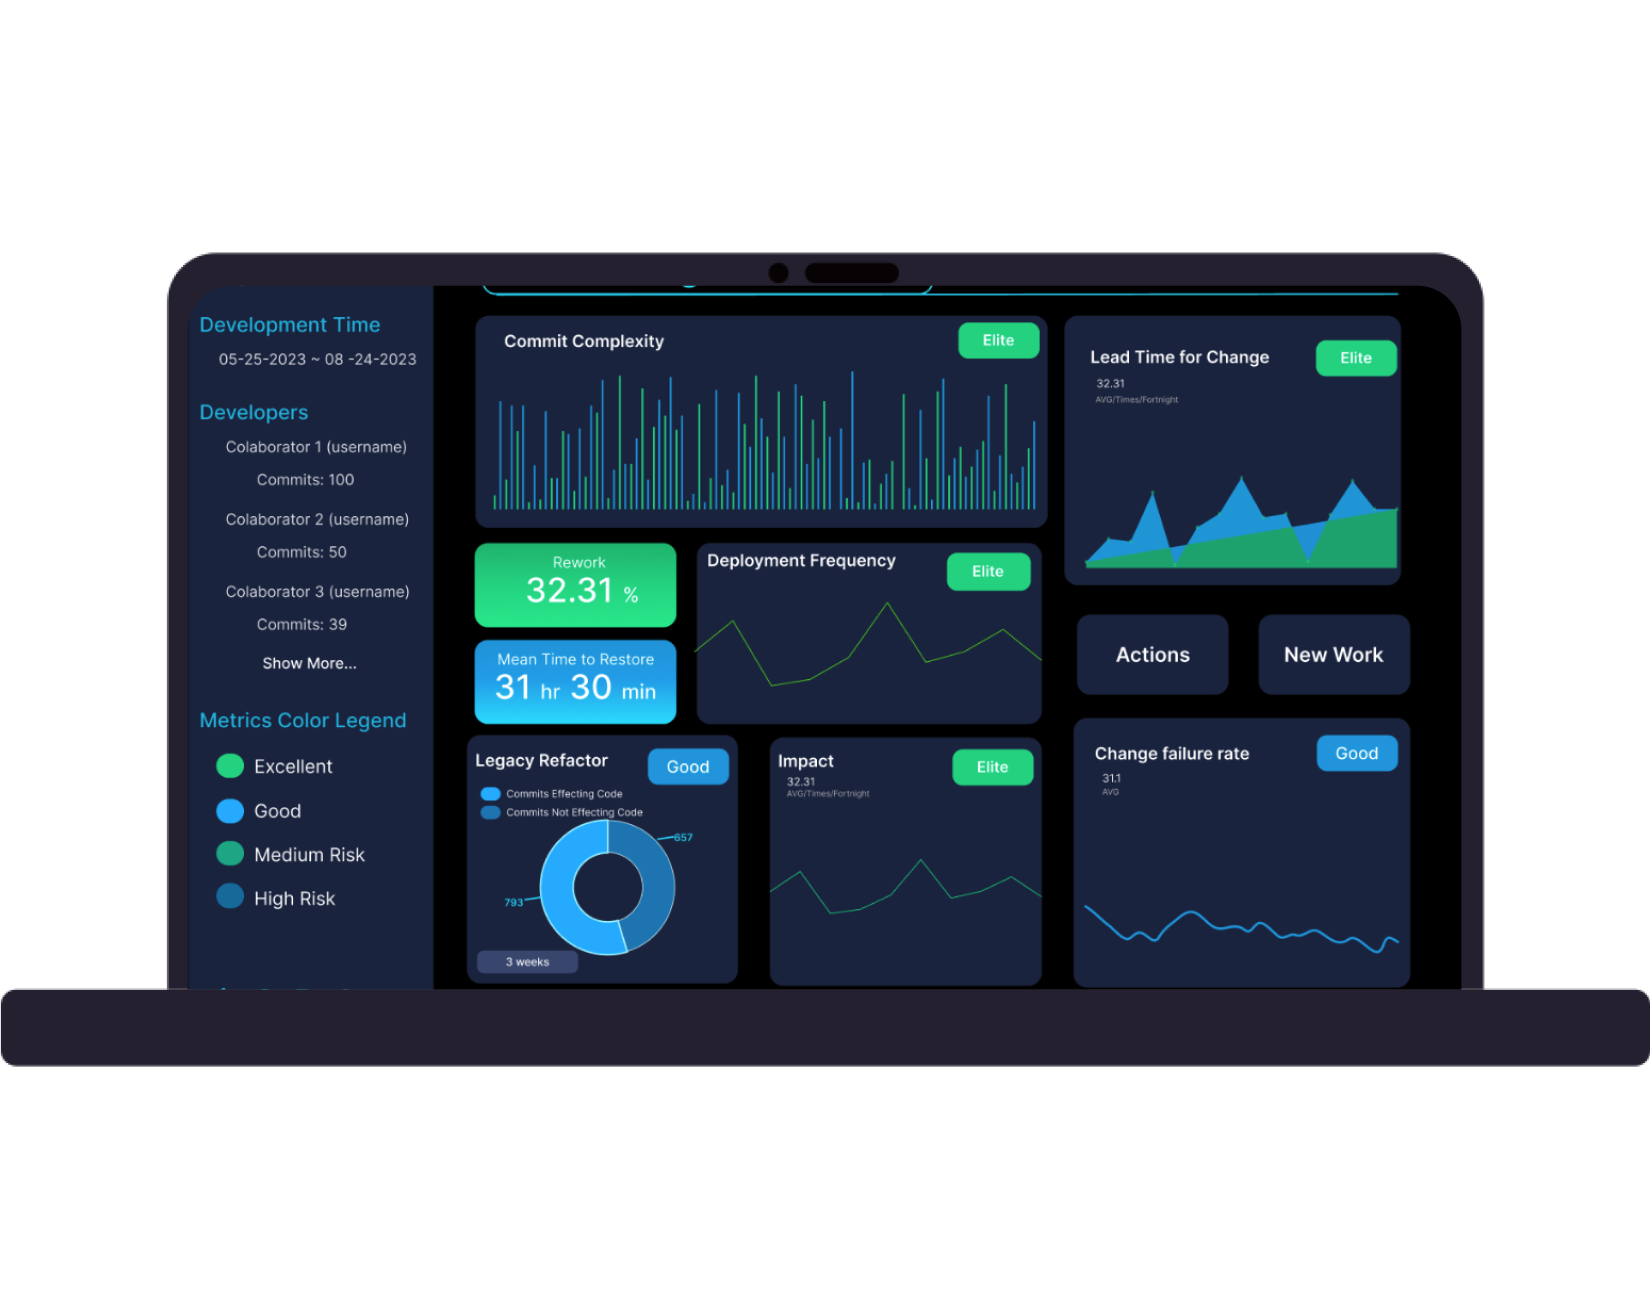 Development Time
05-25-2023 ~ 08 -24-2023
Developers
Colaborator 1 (username)
Commits: 100
Colaborator 2 (username)
Commits: 50
Colaborator 3 (username)
Commits: 39
Show More...
Metrics Color Legend
Excellent
Good
Medium Risk
High Risk
Commit Complexity
Elite
Lead Time for Change
Elite
32.31
AVG/Times/Fortnight
Rework
32.31 %
Mean Time to Restore
31 hr 30 min
Deployment Frequency
Elite
Actions
New Work
Legacy Refactor
Good
Commits Effecting Code
Commits Not Effecting Code
657
793
3 weeks
Impact
Elite
32.31
AVG/Times/Fortnight
Change failure rate
Good
31.1
AVG